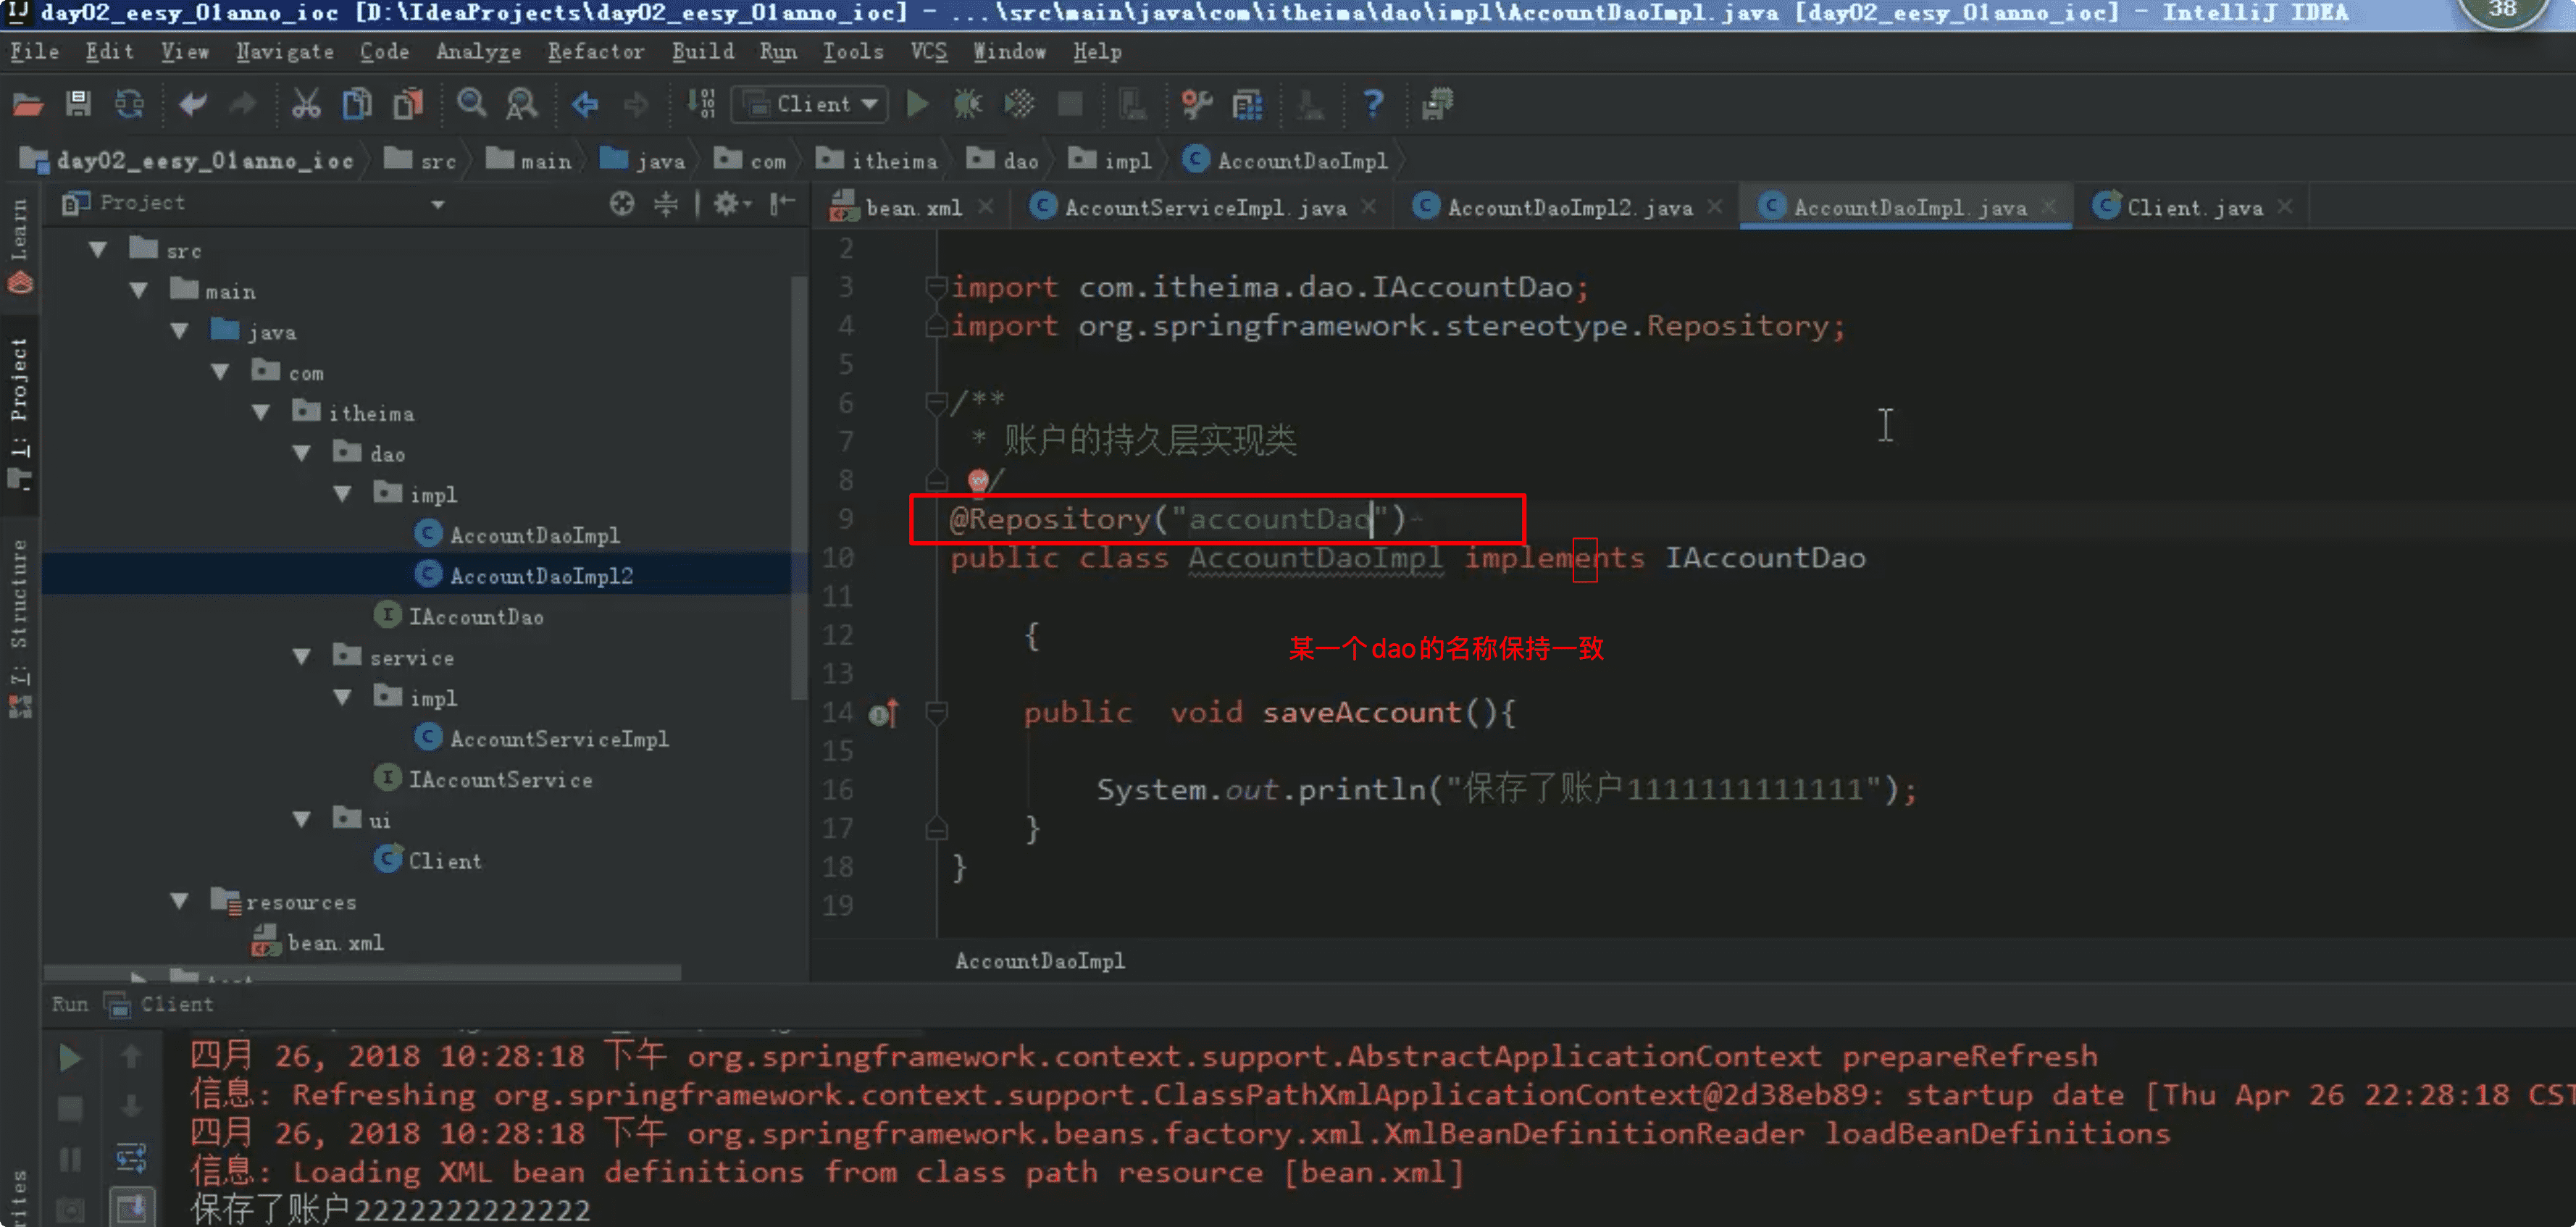 day02_eesy_01anno_ioc [D:\IdeaProjects\day02_eesy_01anno_ioc] - ...\src\main\java\com\itheima\dao\impl\AccountDaoImpl.java [day02_eesy_01anno_ioc] - IntelliJ IDEA
38
File Edit View Navigate Code Analyze Refactor Build Run Tools VCS Window Help
Client
day02_eesy_01anno_ioc src main java com itheima dao impl AccountDaoImpl
Project
bean.xml AccountServiceImpl.java AccountDaoImpl2.java AccountDaoImpl.java Client.java
Learn
1: Project
7: Structure
src
main
java
com
itheima
dao
impl
AccountDaoImpl
AccountDaoImpl2
IAccountDao
service
impl
AccountServiceImpl
IAccountService
ui
Client
resources
bean.xml
2
3 import com.itheima.dao.IAccountDao;
4 import org.springframework.stereotype.Repository;
5
6 /**
7 * 账户的持久层实现类
8 */
9 @Repository("accountDao")
10 public class AccountDaoImpl implements IAccountDao
11
12 {
某一个dao的名称保持一致
13
14 public void saveAccount(){
15
16 System.out.println("保存了账户1111111111111");
17 }
18 }
19
AccountDaoImpl
Run Client
四月 26, 2018 10:28:18 下午 org.springframework.context.support.AbstractApplicationContext prepareRefresh
信息: Refreshing org.springframework.context.support.ClassPathXmlApplicationContext@2d38eb89: startup date [Thu Apr 26 22:28:18 CST
四月 26, 2018 10:28:18 下午 org.springframework.beans.factory.xml.XmlBeanDefinitionReader loadBeanDefinitions
信息: Loading XML bean definitions from class path resource [bean.xml]
保存了账户2222222222222